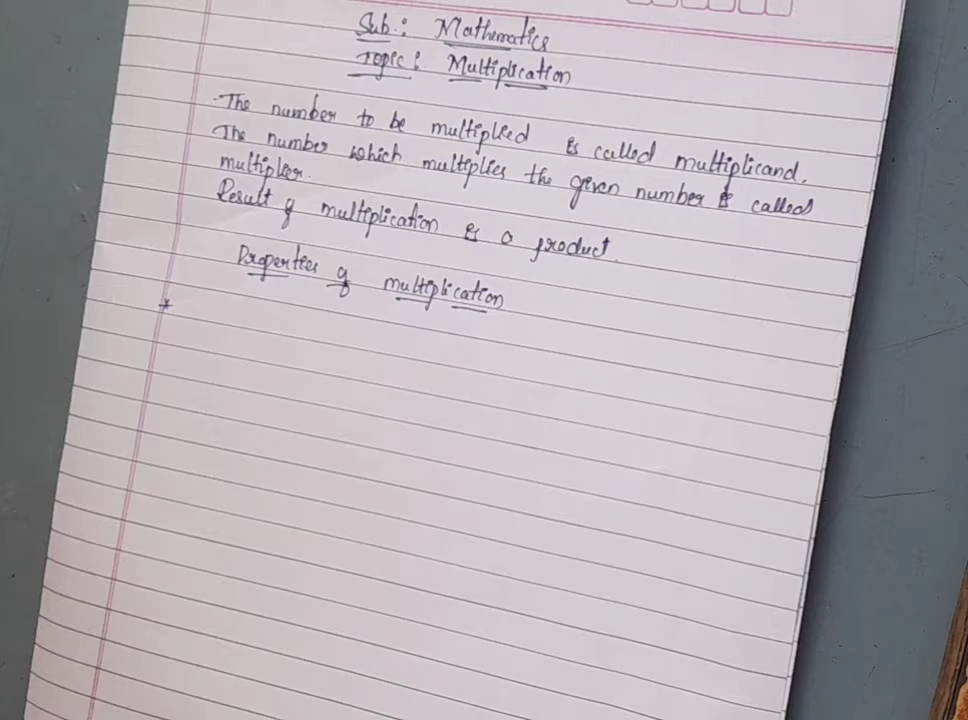 Sub.: Mathematics
Topic: Multiplication
The number to be multiplied is called multiplicand.
The number which multiplies the given number is called
multiplier.
Result of multiplication is a product.
Properties of multiplication
*